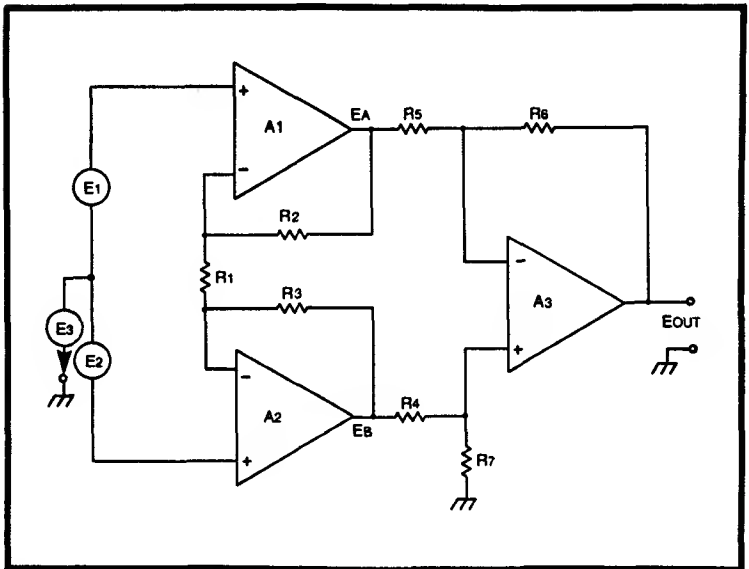 EA
R5
R6
+
A1
-
E1
R2
R1
R3
-
A3
EOUT
E3
E2
-
+
A2
R4
EB
+
R7